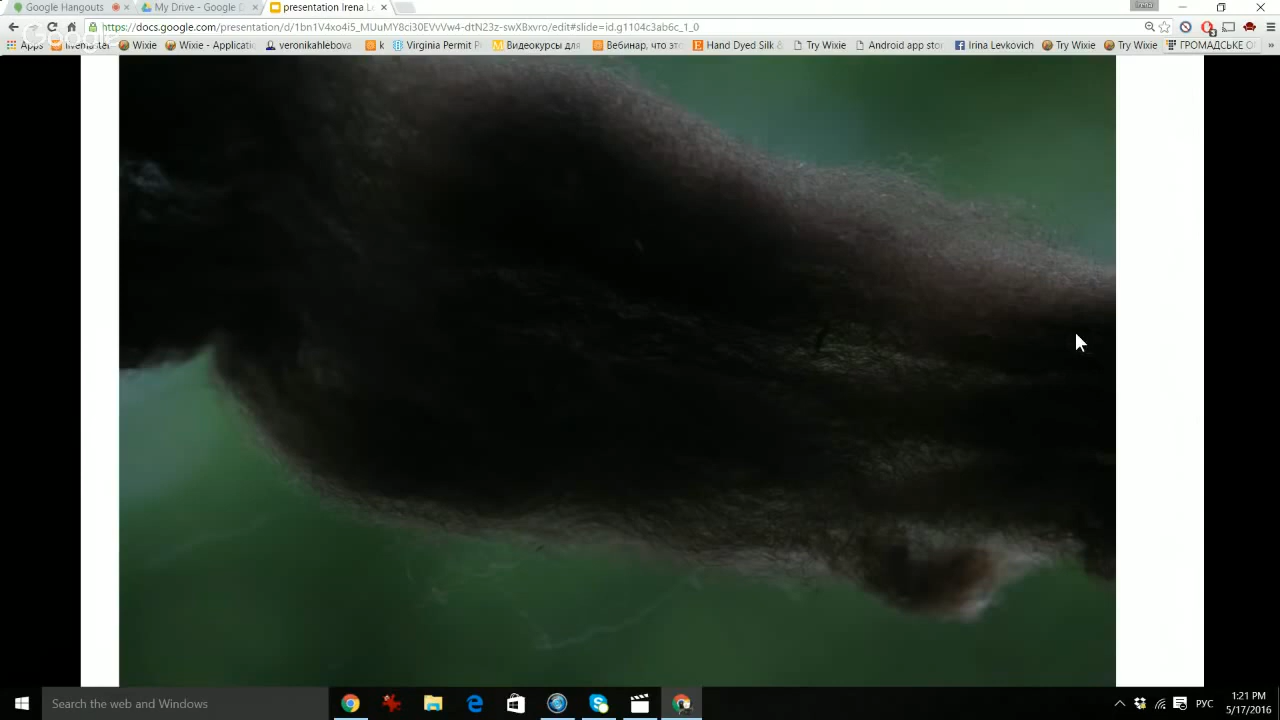 Google Hangouts
My Drive - Google D
presentation Irena Le
Irena
https://docs.google.com/presentation/d/1bn1V4xo4i5_MUuMY8ci30EVvVw4-dtN23z-swXBxvro/edit#slide=id.g1104c3ab6c_1_0
Apps
Wixie
Wixie - Applicatic
veronikahlebova
k
Virginia Permit P
Видеокурсы для
Вебинар, что это
Hand Dyed Silk &
Try Wixie
Android app stor
Irina Levkovich
Try Wixie
Try Wixie
ГРОМАДСЬКЕ О
»
Search the web and Windows
РУС
1:21 PM
5/17/2016